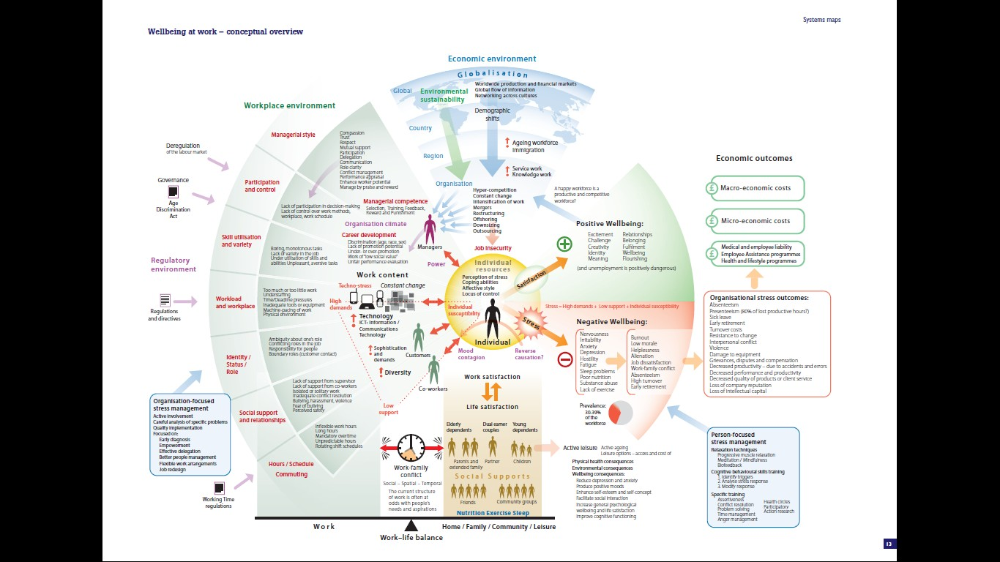 Systems maps
Wellbeing at work – conceptual overview
Economic environment
Globalisation
Global
Environmental
sustainability
Worldwide production and financial markets
Global flow of information
Networking across cultures
Demographic
shifts
Country
Ageing workforce
Immigration
Region
Service work
Knowledge work
Organisation
Hyper-competition
Constant change
Intensification of work
Mergers
Restructuring
Offshoring
Downsizing
Outsourcing
Job Insecurity
A happy workforce is a
productive and competitive
workforce?
Workplace environment
Managerial style
Compassion
Trust
Respect
Mutual support
Participation
Delegation
Communication
Role clarity
Conflict management
Performance appraisal
Enhance worker potential
Manage by praise and reward
Deregulation
of the labour market
Governance
Age
Discrimination
Act
Participation
and control
Lack of participation in decision-making
Lack of control over work methods,
workplace, work schedule
Managerial competence
Selection, Training, Feedback,
Reward and Punishment
Organisation climate
Career development
Discrimination (age, race, sex)
Lack of promotion potential
Under- or over-promotion
Work of "low social value"
Unfair performance evaluation
Managers
Power
Skill utilisation
and variety
Boring, monotonous tasks
Lack of variety in the job
Under utilisation of skills and
abilities Unpleasant, aversive tasks
Regulatory
environment
Regulations
and directives
Workload
and workplace
Too much or too little work
Understaffing
Time/Deadline pressures
Inadequate tools or equipment
Machine-pacing of work
Physical environment
Work content
Techno-stress
Constant change
High
demands
Technology
ICT: Information /
Communications
Technology
Sophistication
and
demands
Customers
Diversity
Co-workers
Low
support
Identity /
Status /
Role
Ambiguity about one's role
Conflicting roles in the job
Responsibility for people
Boundary roles (customer contact)
Social support
and relationships
Lack of support from supervisor
Lack of support from co-workers
Isolated or solitary work
Inadequate conflict resolution
Bullying, harassment, violence
Fear of bullying
Perceived safety
Inflexible work hours
Long hours
Mandatory overtime
Unpredictable hours
Rotating shift schedules
Hours / Schedule
Commuting
Organisation-focused
stress management
Active involvement
Careful analysis of specific problems
Quality implementation
Focused on:
Early diagnosis
Empowerment
Effective delegation
Better people management
Flexible work arrangements
Job redesign
Working Time
regulations
Individual
resources
Perception of stress
Coping abilities
Affective style
Locus of control
Individual
susceptibility
Individual
Satisfaction
Stress
Mood
contagion
Reverse
causation?
Positive Wellbeing:
Excitement
Challenge
Creativity
Identity
Meaning
Relationships
Belonging
Fulfilment
Wellbeing
Flourishing
(and unemployment is positively dangerous)
Stress = High demands + Low support + Individual susceptibility
Negative Wellbeing:
Nervousness
Irritability
Anxiety
Depression
Hostility
Fatigue
Sleep problems
Poor nutrition
Substance abuse
Lack of exercise
Burnout
Low morale
Helplessness
Alienation
Job dissatisfaction
Work-family conflict
Absenteeism
High turnover
Early retirement
Prevalence:
30-39%
of the
workforce
Economic outcomes
£ Macro-economic costs
£ Micro-economic costs
£ Medical and employee liability
Employee Assistance programmes
Health and lifestyle programmes
Organisational stress outcomes:
Absenteeism
Presenteeism (80% of lost productive hours?)
Sick leave
Early retirement
Turnover costs
Resistance to change
Interpersonal conflict
Violence
Damage to equipment
Grievances, disputes and compensation
Decreased productivity – due to accidents and errors
Decreased performance and productivity
Decreased quality of products or client service
Loss of company reputation
Loss of intellectual capital
Person-focused
stress management
Relaxation techniques
Progressive muscle relaxation
Meditation / Mindfulness
Biofeedback
Cognitive behavioural skills training
1. Identify triggers
2. Analyse stress response
3. Modify response
Specific training
Assertiveness
Conflict resolution
Problem solving
Time management
Anger management
Health circles
Participatory
Action research
Work satisfaction
Life satisfaction
Elderly
dependents
Dual earner
couples
Young
dependents
Parents and
extended family
Partner
Children
Social Supports
Friends
Community groups
Nutrition Exercise Sleep
Work-family
conflict
Social – Spatial – Temporal
The current structure
of work is often at
odds with people's
needs and aspirations
Active leisure
Active ageing
Leisure options – access and cost of
Physical health consequences
Environmental consequences
Wellbeing consequences:
Reduce depression and anxiety
Produce positive moods
Enhance self-esteem and self-concept
Facilitate social interaction
Increase general psychological
wellbeing and life satisfaction
Improve cognitive functioning
Work
Home / Family / Community / Leisure
Work–life balance
13